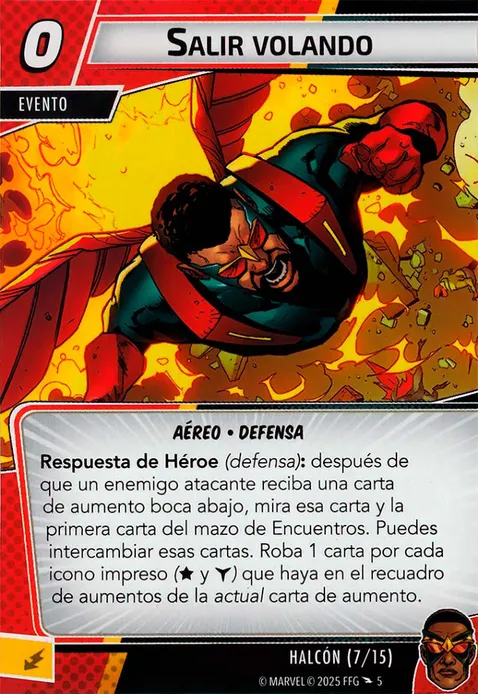 0
SALIR VOLANDO
EVENTO
AÉREO • DEFENSA
Respuesta de Héroe (defensa): después de
que un enemigo atacante reciba una carta
de aumento boca abajo, mira esa carta y la
primera carta del mazo de Encuentros. Puedes
intercambiar esas cartas. Roba 1 carta por cada
icono impreso (★ y ) que haya en el recuadro
de aumentos de la actual carta de aumento.
HALCÓN (7/15)
© MARVEL © 2025 FFG 5